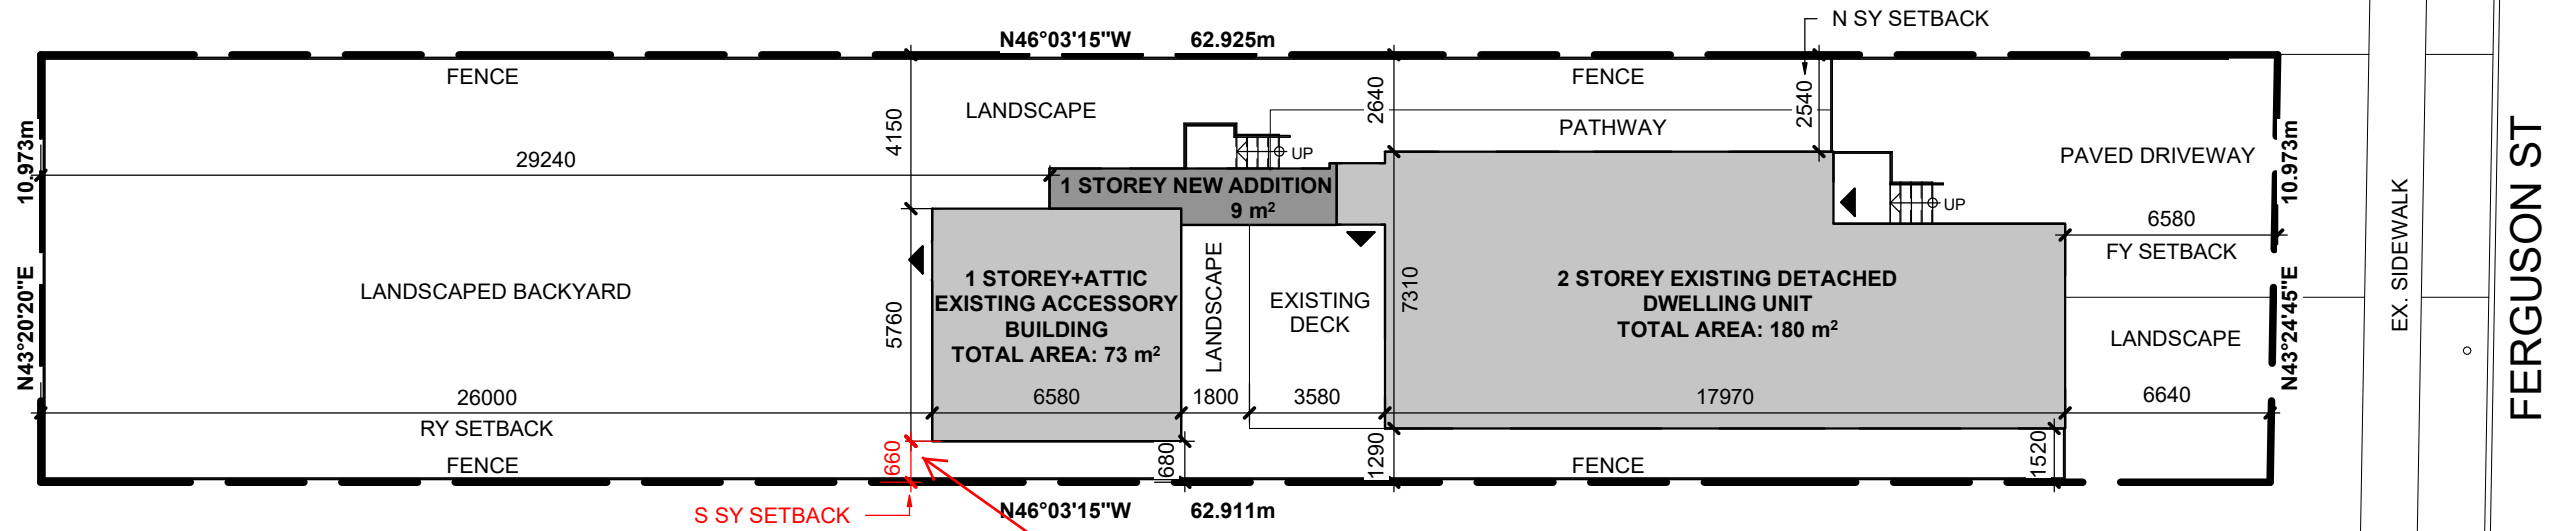 N SY SETBACK
N46°03'15"W 62.925m
FENCE
FENCE
LANDSCAPE
2640
2540
4150
PATHWAY
UP
29240
10.973m
N43°20'20"E
1 STOREY NEW ADDITION
9 m²
PAVED DRIVEWAY
UP
6580
FY SETBACK
10.973m
N43°24'45"E
EX. SIDEWALK
FERGUSON ST
LANDSCAPED BACKYARD
5760
1 STOREY+ATTIC
EXISTING ACCESSORY
BUILDING
TOTAL AREA: 73 m²
LANDSCAPE
EXISTING
DECK
7310
2 STOREY EXISTING DETACHED
DWELLING UNIT
TOTAL AREA: 180 m²
LANDSCAPE
26000
RY SETBACK
6580
1800
3580
17970
6640
FENCE
660
680
1290
FENCE
1520
S SY SETBACK
N46°03'15"W 62.911m